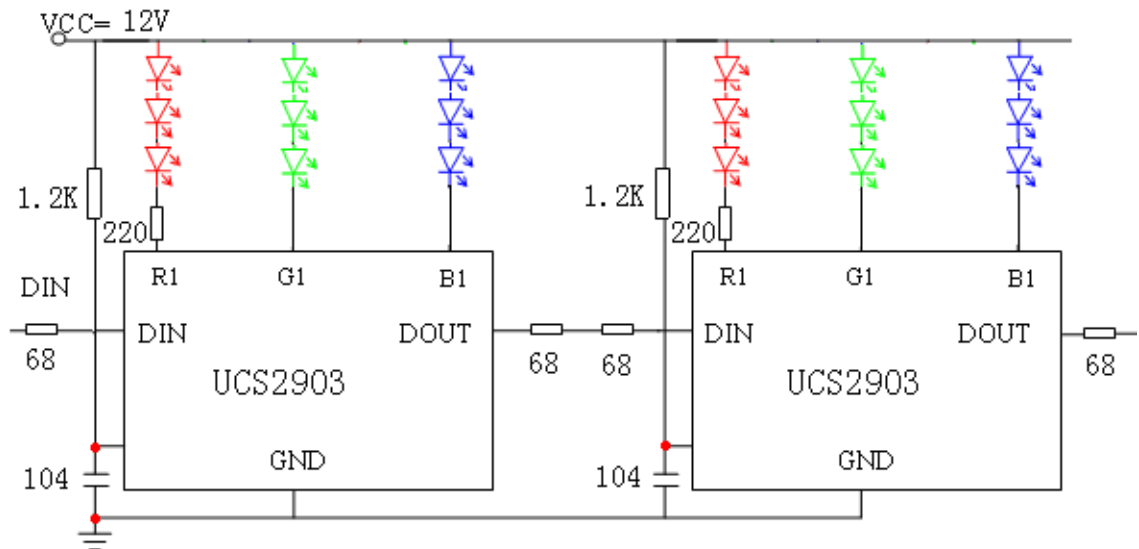 VCC= 12V
1.2K
1.2K
220
220
R1 G1 B1
R1 G1 B1
DIN
DIN DOUT
DIN DOUT
68
68 68
68
UCS2903
UCS2903
GND
GND
104
104